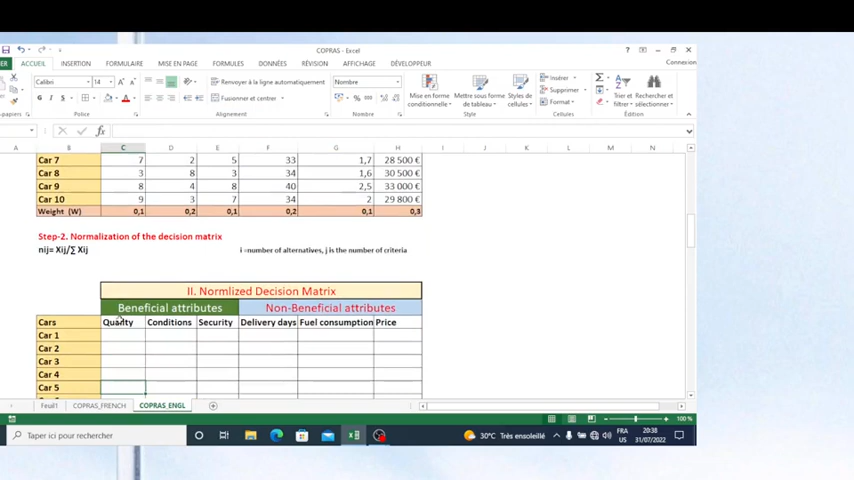 COPRAS - Excel
ACCUEIL INSERTION FORMULAIRE MISE EN PAGE FORMULES DONNÉES RÉVISION AFFICHAGE DÉVELOPPEUR
Connexion
Calibri 14 A A Renvoyer à la ligne automatiquement Nombre Insérer
G I S Fusionner et centrer % Supprimer
Mise en forme conditionnelle Mettre sous forme de tableau Styles de cellules Format Trier et filtrer Rechercher et sélectionner
Police Alignement Nombre Style Cellules Édition
fx
A B C D E F G H I J K L M N
Car 7 7 2 5 33 1,7 28 500 €
Car 8 3 8 3 34 1,6 30 500 €
Car 9 8 4 8 40 2,5 33 000 €
Car 10 9 3 7 34 2 29 800 €
Weight (W) 0,1 0,2 0,1 0,2 0,1 0,3
Step-2. Normalization of the decision matrix
nij= Xij/∑ Xij i =number of alternatives, j is the number of criteria
II. Normlized Decision Matrix
Beneficial attributes Non-Beneficial attributes
Cars Quality Conditions Security Delivery days Fuel consumption Price
Car 1
Car 2
Car 3
Car 4
Car 5
Feuil1 COPRAS_FRENCH COPRAS_ENGL
100 %
Taper ici pour rechercher 30°C Très ensoleillé FRA 20:38
US 31/07/2022